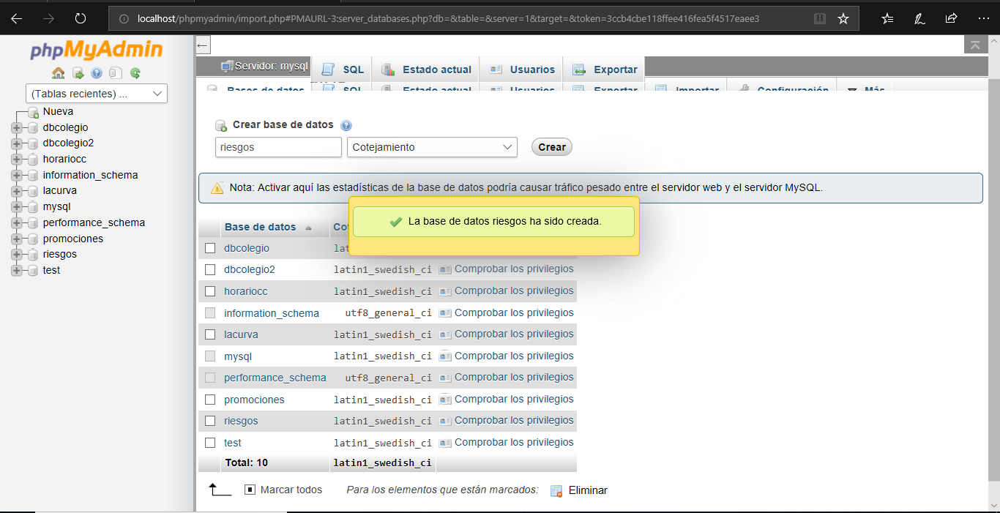 localhost/phpmyadmin/import.php#PMAURL-3:server_databases.php?db=&table=&server=1&target=&token=3ccb4cbe118ffee416fea5f4517eaee3
phpMyAdmin
(Tablas recientes) ...
Nueva
dbcolegio
dbcolegio2
horariocc
information_schema
lacurva
mysql
performance_schema
promociones
riesgos
test
Servidor: mysql
SQL
Estado actual
Usuarios
Exportar
Bases de datos
SQL
Estado actual
Usuarios
Exportar
Importar
Configuración
Más
Crear base de datos
riesgos
Cotejamiento
Crear
Nota: Activar aquí las estadísticas de la base de datos podría causar tráfico pesado entre el servidor web y el servidor MySQL.
La base de datos riesgos ha sido creada.
Base de datos
dbcolegio
dbcolegio2 latin1_swedish_ci Comprobar los privilegios
horariocc latin1_swedish_ci Comprobar los privilegios
information_schema utf8_general_ci Comprobar los privilegios
lacurva latin1_swedish_ci Comprobar los privilegios
mysql latin1_swedish_ci Comprobar los privilegios
performance_schema utf8_general_ci Comprobar los privilegios
promociones latin1_swedish_ci Comprobar los privilegios
riesgos latin1_swedish_ci Comprobar los privilegios
test latin1_swedish_ci Comprobar los privilegios
Total: 10 latin1_swedish_ci
Marcar todos Para los elementos que están marcados: Eliminar